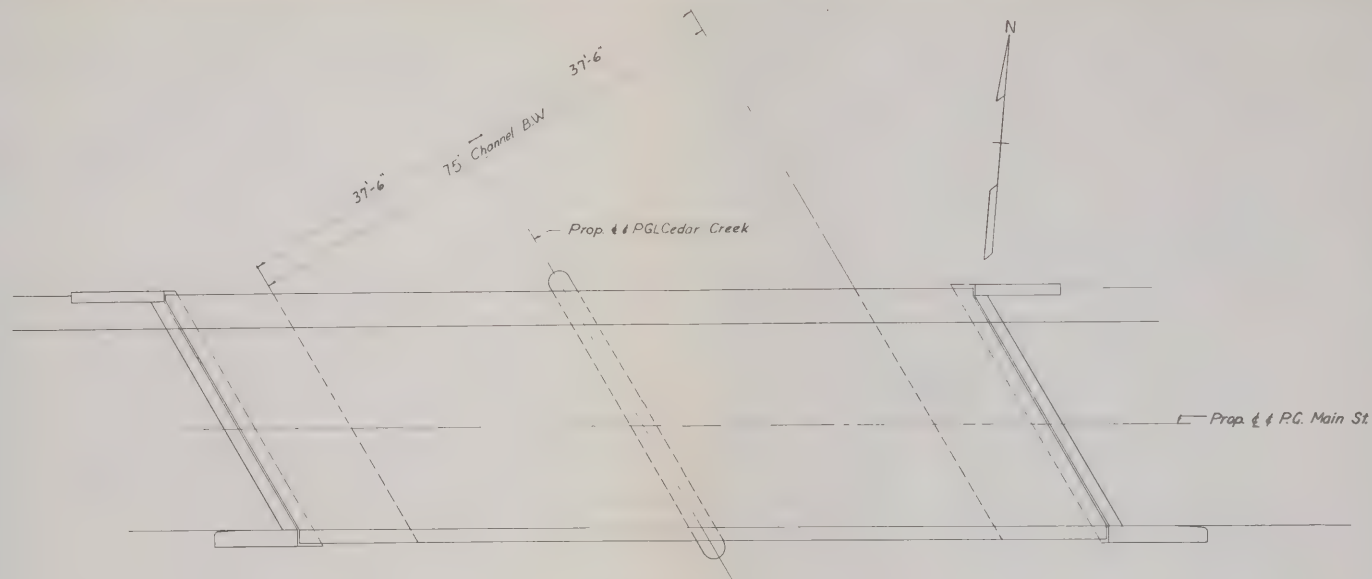 37'-6"
N
75' Channel B.W
37'-6"
Prop. ℄ & PGL Cedar Creek
Prop. ℄ & P.G. Main St.